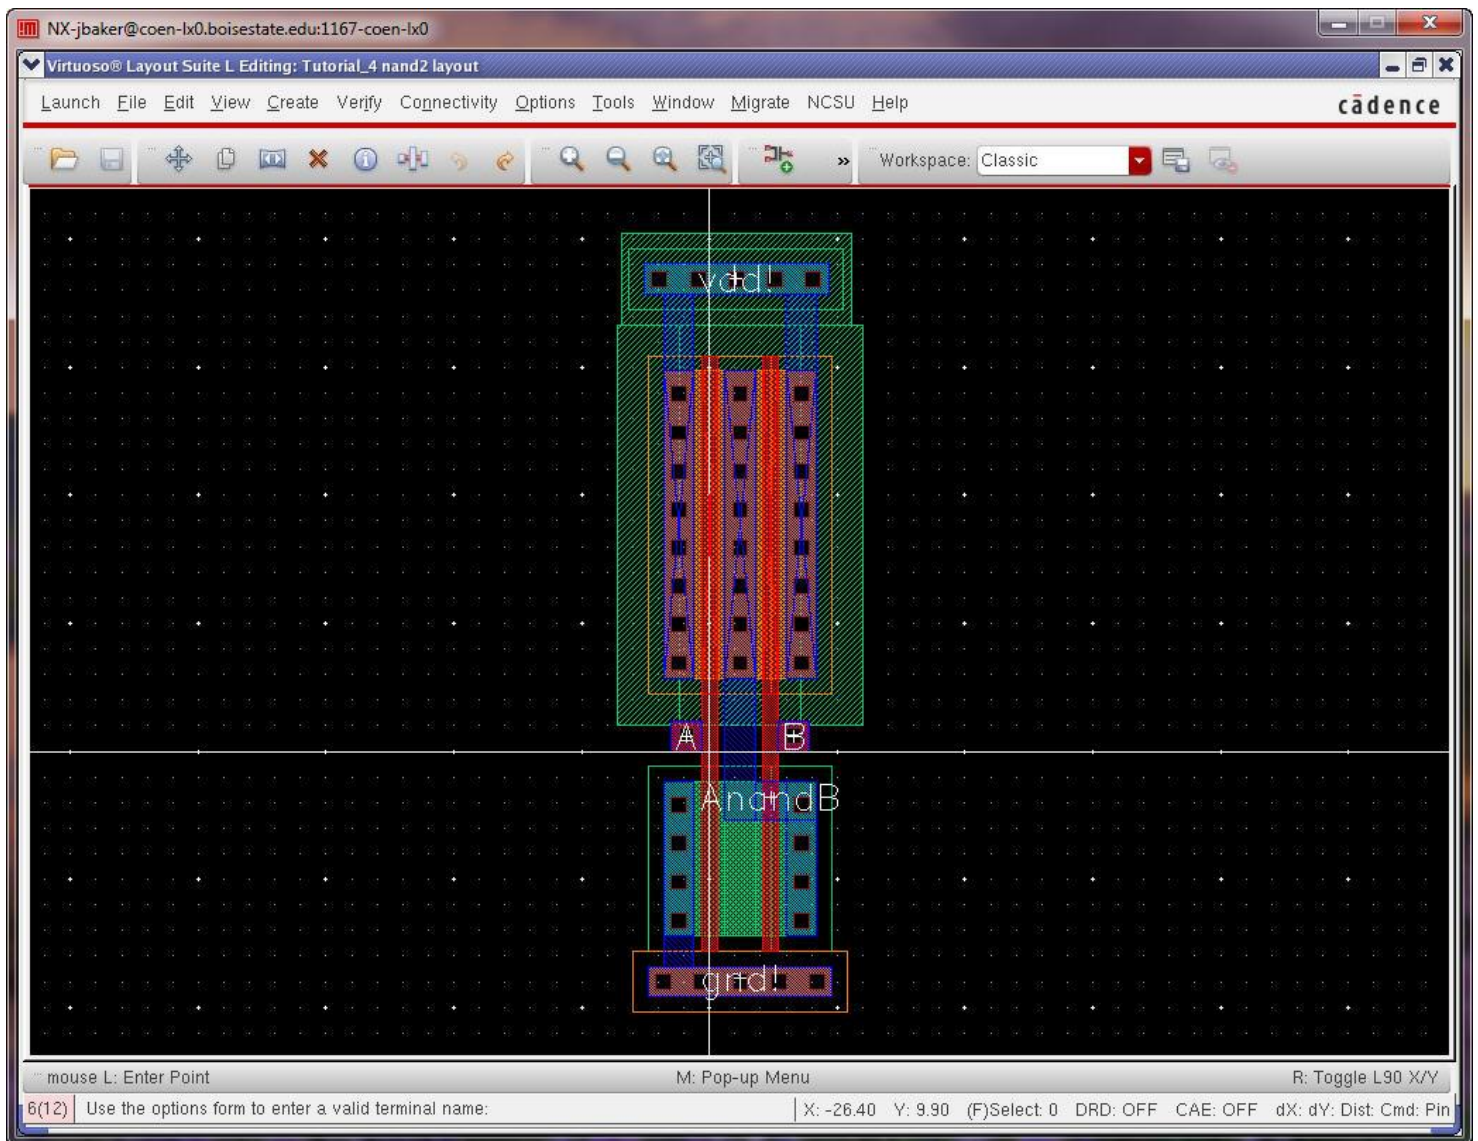 NX-jbaker@coen-lx0.boisestate.edu:1167-coen-lx0
Virtuoso® Layout Suite L Editing: Tutorial_4 nand2 layout
Launch File Edit View Create Verify Connectivity Options Tools Window Migrate NCSU Help cādence
» Workspace: Classic
vdd!
A B
AnandB
gnd!
mouse L: Enter Point M: Pop-up Menu R: Toggle L90 X/Y
6(12) Use the options form to enter a valid terminal name: X: -26.40 Y: 9.90 (F)Select: 0 DRD: OFF CAE: OFF dX: dY: Dist: Cmd: Pin